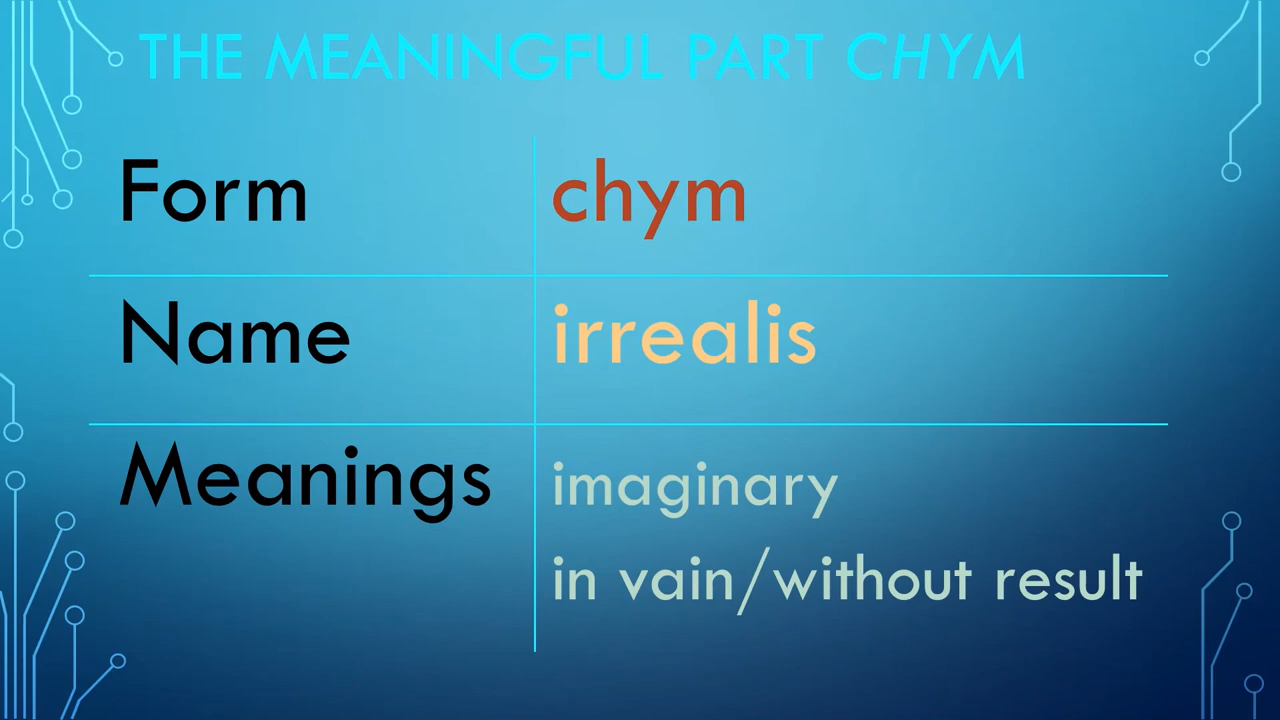 THE MEANINGFUL PART CHYM
Form chym
Name irrealis
Meanings imaginary
in vain/without result